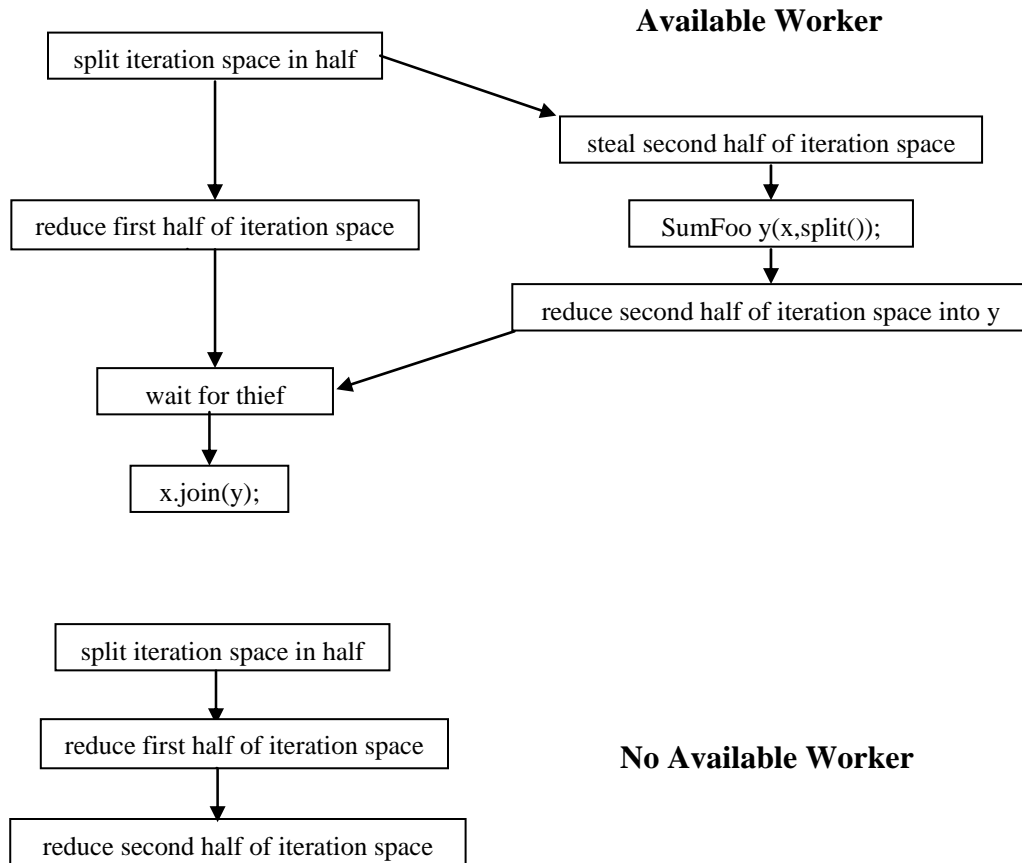 Available Worker
split iteration space in half
steal second half of iteration space
reduce first half of iteration space
SumFoo y(x,split());
reduce second half of iteration space into y
wait for thief
x.join(y);
split iteration space in half
reduce first half of iteration space
No Available Worker
reduce second half of iteration space